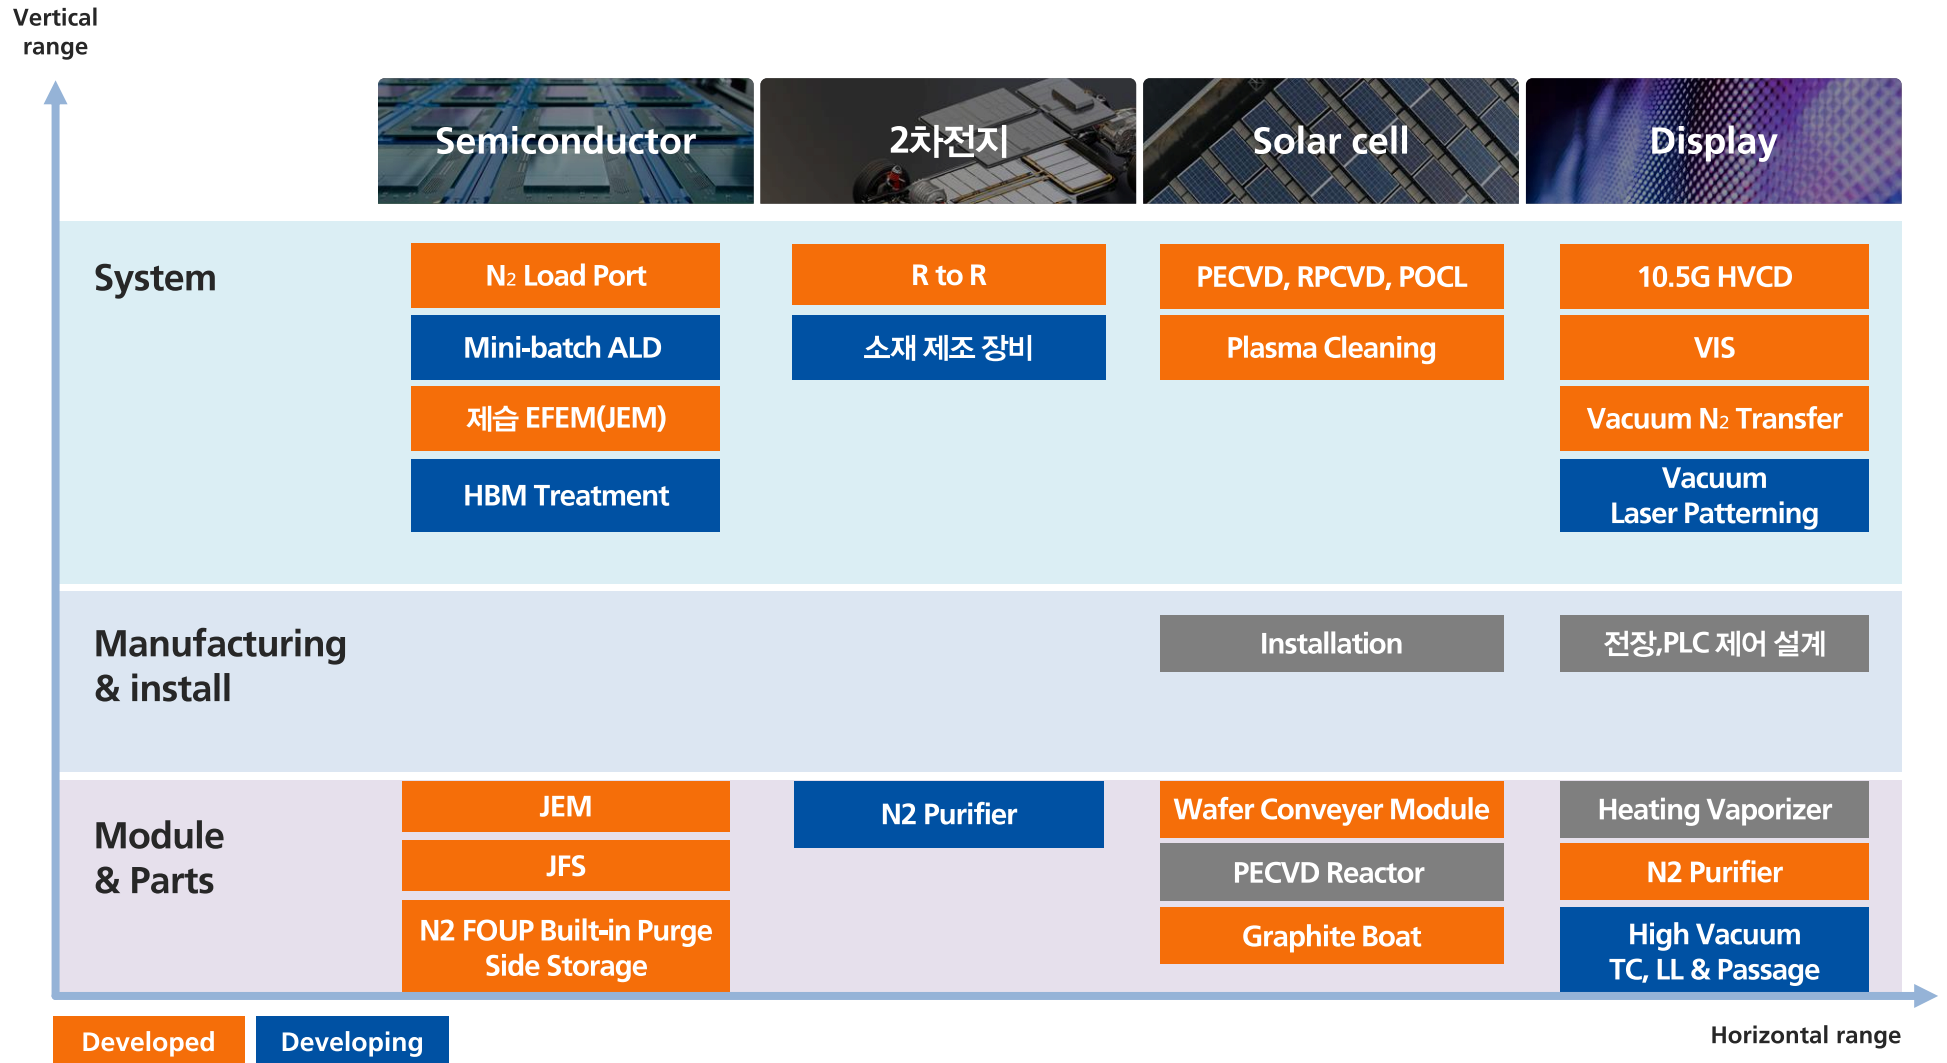 Vertical
range
Semiconductor
2차전지
Solar cell
Display
System
N2 Load Port
R to R
PECVD, RPCVD, POCL
10.5G HVCD
Mini-batch ALD
소재 제조 장비
Plasma Cleaning
VIS
제습 EFEM(JEM)
Vacuum N2 Transfer
HBM Treatment
Vacuum
Laser Patterning
Manufacturing
& install
Installation
전장,PLC 제어 설계
Module
& Parts
JEM
N2 Purifier
Wafer Conveyer Module
Heating Vaporizer
JFS
PECVD Reactor
N2 Purifier
N2 FOUP Built-in Purge
Side Storage
Graphite Boat
High Vacuum
TC, LL & Passage
Developed
Developing
Horizontal range